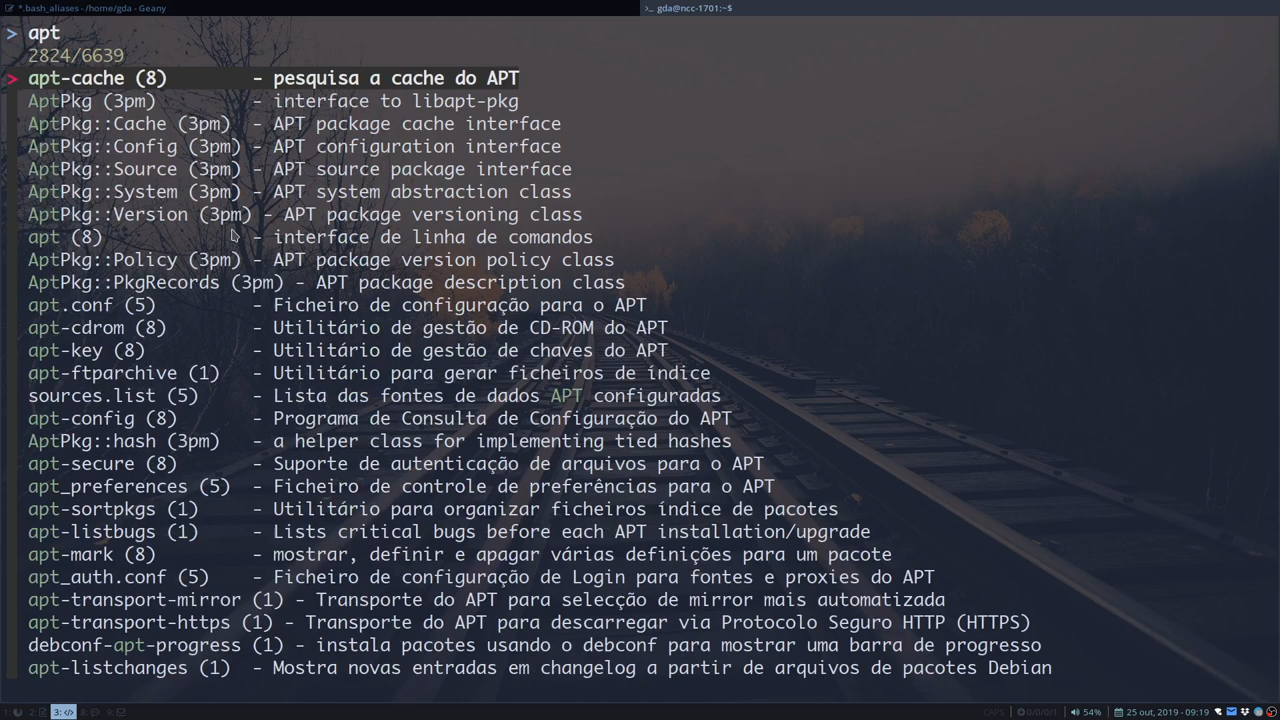 *.bash_aliases - /home/gda - Geany
gda@ncc-1701:~$
> apt
2824/6639
> apt-cache (8)        - pesquisa a cache do APT
AptPkg (3pm)         - interface to libapt-pkg
AptPkg::Cache (3pm)  - APT package cache interface
AptPkg::Config (3pm) - APT configuration interface
AptPkg::Source (3pm) - APT source package interface
AptPkg::System (3pm) - APT system abstraction class
AptPkg::Version (3pm) - APT package versioning class
apt (8)              - interface de linha de comandos
AptPkg::Policy (3pm) - APT package version policy class
AptPkg::PkgRecords (3pm) - APT package description class
apt.conf (5)         - Ficheiro de configuração para o APT
apt-cdrom (8)        - Utilitário de gestão de CD-ROM do APT
apt-key (8)          - Utilitário de gestão de chaves do APT
apt-ftparchive (1)   - Utilitário para gerar ficheiros de índice
sources.list (5)     - Lista das fontes de dados APT configuradas
apt-config (8)       - Programa de Consulta de Configuração do APT
AptPkg::hash (3pm)   - a helper class for implementing tied hashes
apt-secure (8)       - Suporte de autenticação de arquivos para o APT
apt_preferences (5)  - Ficheiro de controle de preferências para o APT
apt-sortpkgs (1)     - Utilitário para organizar ficheiros índice de pacotes
apt-listbugs (1)     - Lists critical bugs before each APT installation/upgrade
apt-mark (8)         - mostrar, definir e apagar várias definições para um pacote
apt_auth.conf (5)    - Ficheiro de configuração de Login para fontes e proxies do APT
apt-transport-mirror (1) - Transporte do APT para selecção de mirror mais automatizada
apt-transport-https (1) - Transporte do APT para descarregar via Protocolo Seguro HTTP (HTTPS)
debconf-apt-progress (1) - instala pacotes usando o debconf para mostrar uma barra de progresso
apt-listchanges (1)  - Mostra novas entradas em changelog a partir de arquivos de pacotes Debian
1: 2: 3: </> 8: 9: CAPS 0/0/0/1 54% 25 out, 2019 - 09:19